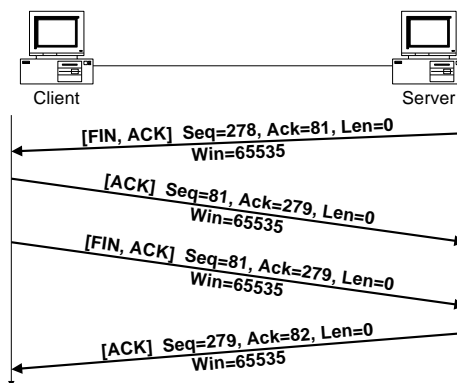 Client
Server
[FIN, ACK] Seq=278, Ack=81, Len=0
Win=65535
[ACK] Seq=81, Ack=279, Len=0
Win=65535
[FIN, ACK] Seq=81, Ack=279, Len=0
Win=65535
[ACK] Seq=279, Ack=82, Len=0
Win=65535